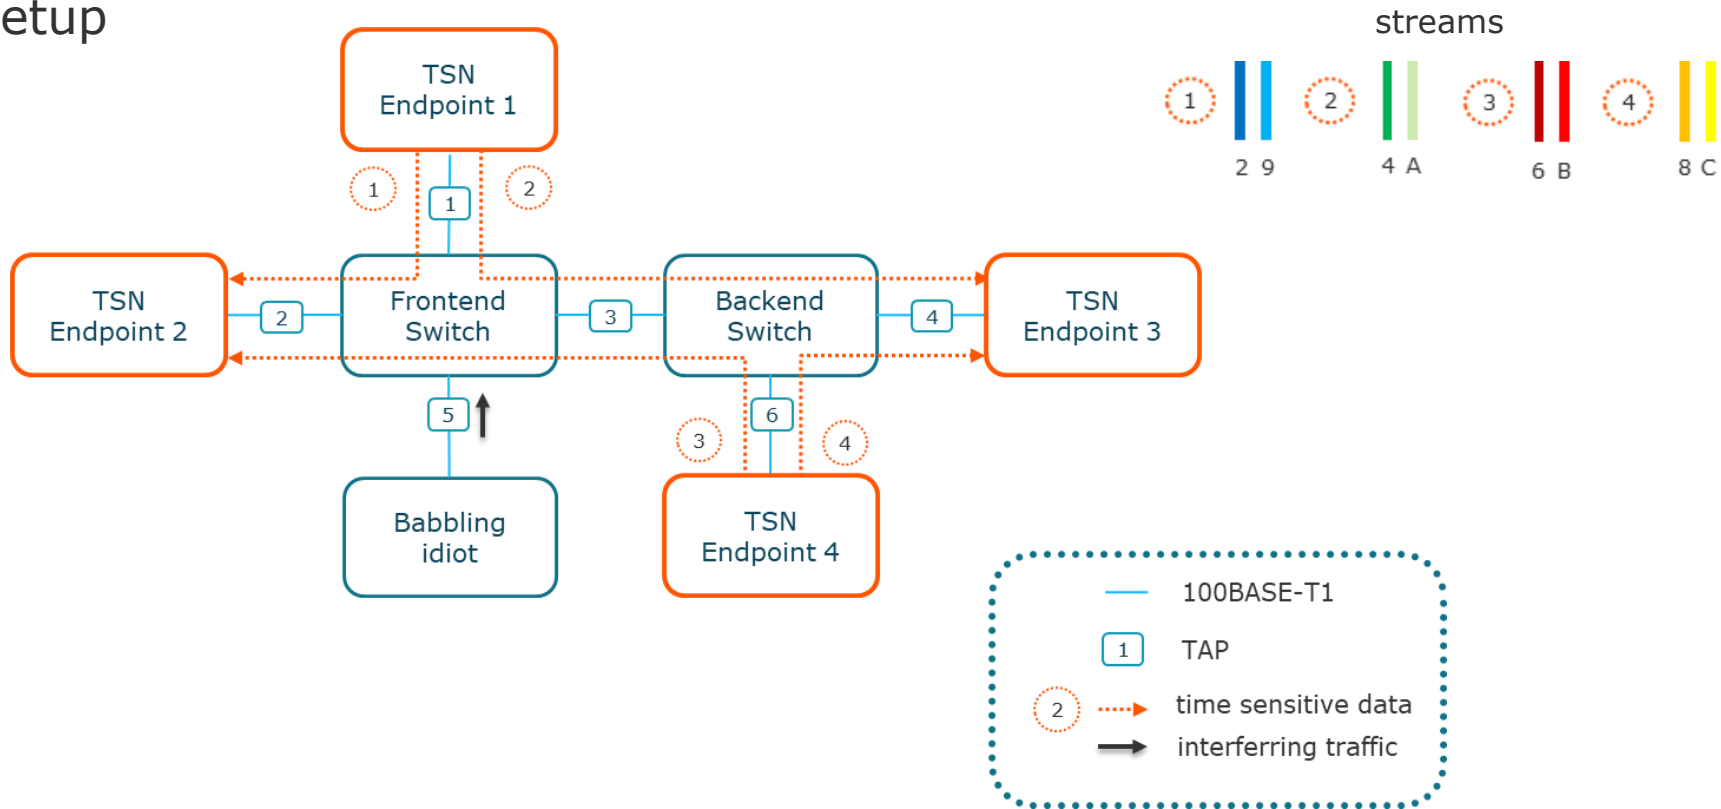 etup
streams
1
2
3
4
2 9
4 A
6 B
8 C
TSN
Endpoint 1
1
1
2
TSN
Endpoint 2
2
Frontend
Switch
3
Backend
Switch
4
TSN
Endpoint 3
5
6
3
4
Babbling
idiot
TSN
Endpoint 4
100BASE-T1
1
TAP
2
time sensitive data
interferring traffic